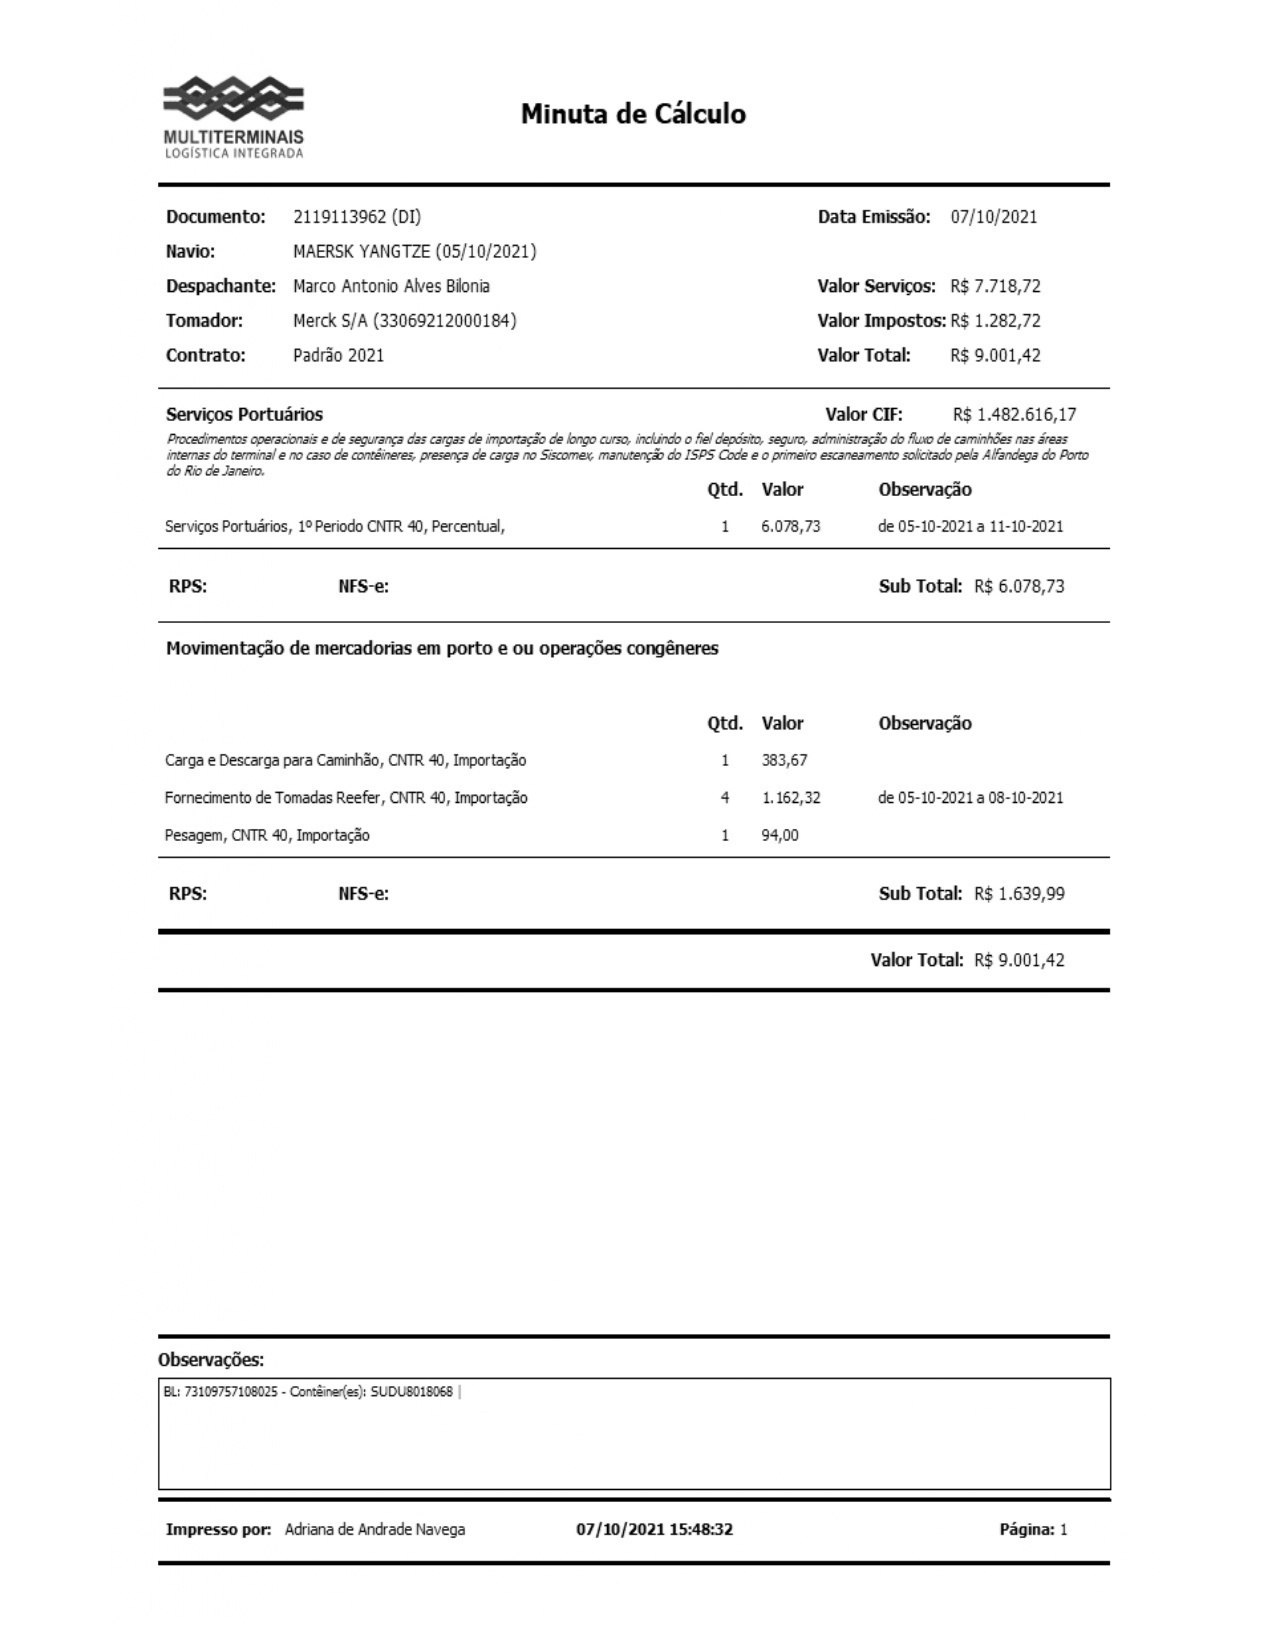 MULTITERMINAIS
LOGÍSTICA INTEGRADA
Minuta de Cálculo
Documento: 2119113962 (DI) Data Emissão: 07/10/2021
Navio: MAERSK YANGTZE (05/10/2021)
Despachante: Marco Antonio Alves Bilonia Valor Serviços: R$ 7.718,72
Tomador: Merck S/A (33069212000184) Valor Impostos: R$ 1.282,72
Contrato: Padrão 2021 Valor Total: R$ 9.001,42
Serviços Portuários Valor CIF: R$ 1.482.616,17
Procedimentos operacionais e de segurança das cargas de importação de longo curso, incluindo o fiel depósito, seguro, administração do fluxo de caminhões nas áreas
internas do terminal e no caso de contêineres, presença de carga no Siscomex, manutenção do ISPS Code e o primeiro escaneamento solicitado pela Alfandega do Porto
do Rio de Janeiro.
Qtd. Valor Observação
Serviços Portuários, 1º Periodo CNTR 40, Percentual, 1 6.078,73 de 05-10-2021 a 11-10-2021
RPS: NFS-e: Sub Total: R$ 6.078,73
Movimentação de mercadorias em porto e ou operações congêneres
Qtd. Valor Observação
Carga e Descarga para Caminhão, CNTR 40, Importação 1 383,67
Fornecimento de Tomadas Reefer, CNTR 40, Importação 4 1.162,32 de 05-10-2021 a 08-10-2021
Pesagem, CNTR 40, Importação 1 94,00
RPS: NFS-e: Sub Total: R$ 1.639,99
Valor Total: R$ 9.001,42
Observações:
BL: 73109757108025 - Contêiner(es): SUDU8018068 |
Impresso por: Adriana de Andrade Navega 07/10/2021 15:48:32 Página: 1